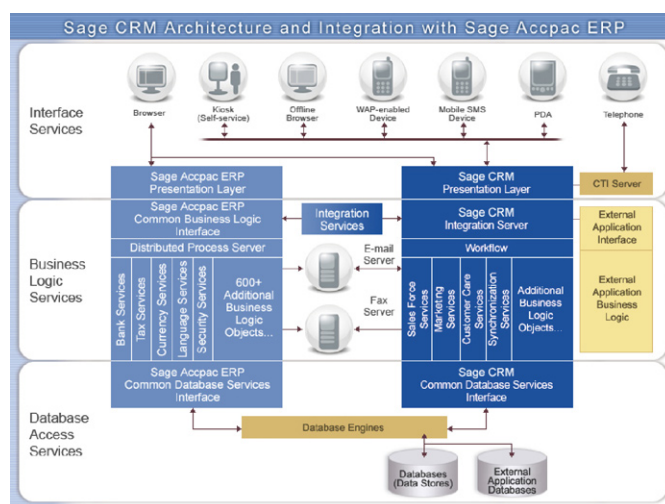 Sage CRM Architecture and Integration with Sage Accpac ERP
Interface
Services
Browser
Kiosk
(Self-service)
Offline
Browser
WAP-enabled
Device
Mobile SMS
Device
PDA
Telephone
Sage Accpac ERP
Presentation Layer
Sage CRM
Presentation Layer
CTI Server
Business
Logic
Services
Sage Accpac ERP
Common Business Logic
Interface
Integration
Services
Sage CRM
Integration Server
External
Application
Interface
Distributed Process Server
E-mail
Server
Workflow
Bank Services
Tax Services
Currency Services
Language Services
Security Services
600+
Additional
Business
Logic
Objects...
Fax
Server
Sales Force
Services
Marketing
Services
Customer Care
Services
Synchronization
Services
Additional
Business
Logic
Objects...
External
Application
Business
Logic
Database
Access
Services
Sage Accpac ERP
Common Database Services
Interface
Sage CRM
Common Database Services
Interface
Database Engines
Databases
(Data Stores)
External
Application
Databases